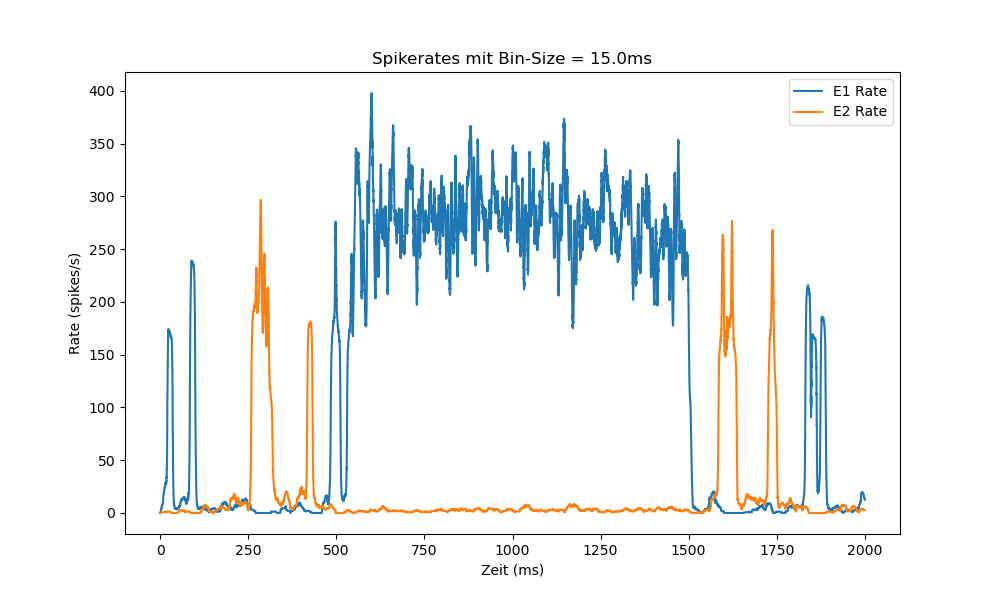 Spikerates mit Bin-Size = 15.0ms
E1 Rate
E2 Rate
400
350
300
250
200
150
100
50
0
Rate (spikes/s)
0 250 500 750 1000 1250 1500 1750 2000
Zeit (ms)